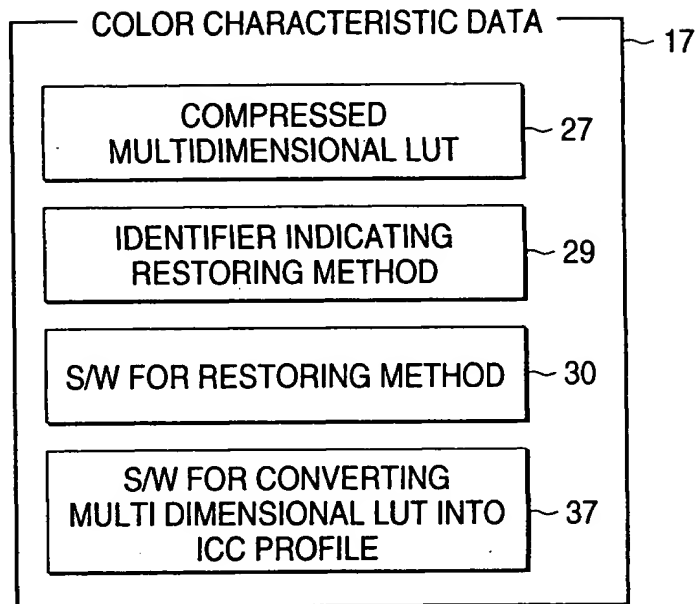 COLOR CHARACTERISTIC DATA
17
COMPRESSED
MULTIDIMENSIONAL LUT
27
IDENTIFIER INDICATING
RESTORING METHOD
29
S/W FOR RESTORING METHOD
30
S/W FOR CONVERTING
MULTI DIMENSIONAL LUT INTO
ICC PROFILE
37